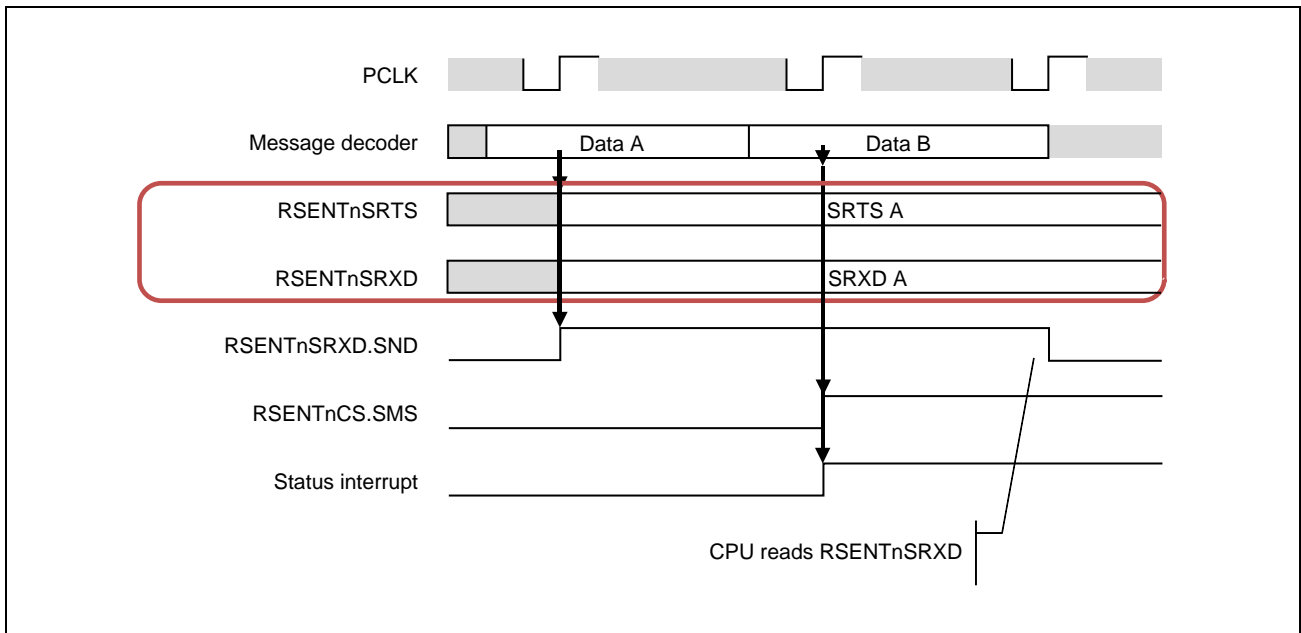 PCLK
Message decoder
Data A
Data B
RSENTnSRTS
SRTS A
RSENTnSRXD
SRXD A
RSENTnSRXD.SND
RSENTnCS.SMS
Status interrupt
CPU reads RSENTnSRXD